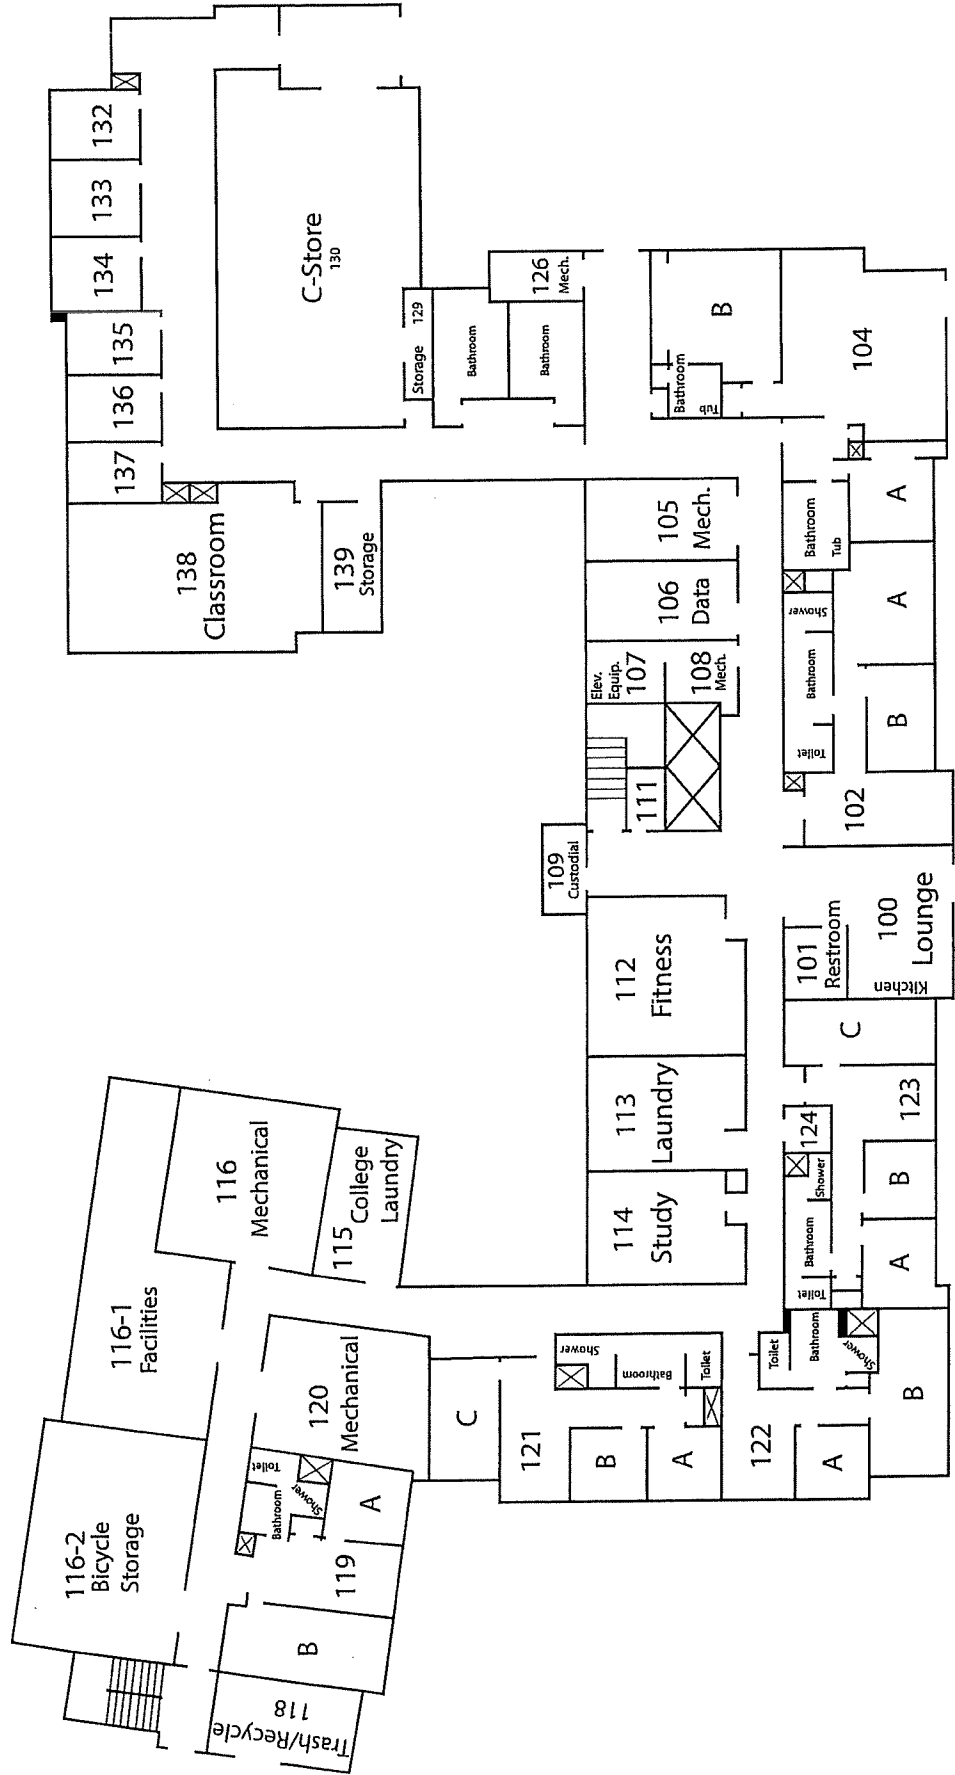 132
133
134
135
136
137
138
Classroom
139
Storage
C-Store
130
Storage 129
Bathroom
Bathroom
126
Mech.
B
Bathroom
Tub
104
105
Mech.
106
Data
Elev.
Equip.
107
108
Mech.
111
109
Custodial
112
Fitness
113
Laundry
114
Study
Bathroom
Tub
A
A
Shower
Bathroom
Toilet
B
102
100
Lounge
101
Restroom
Kitchen
C
123
124
Shower
Bathroom
Toilet
B
A
Toilet
Bathroom
Shower
B
122
A
Shower
Bathroom
Toilet
121
C
B
A
116
Mechanical
115
College
Laundry
116-1
Facilities
116-2
Bicycle
Storage
120
Mechanical
Toilet
Bathroom
Shower
A
119
B
118
Trash/Recycle